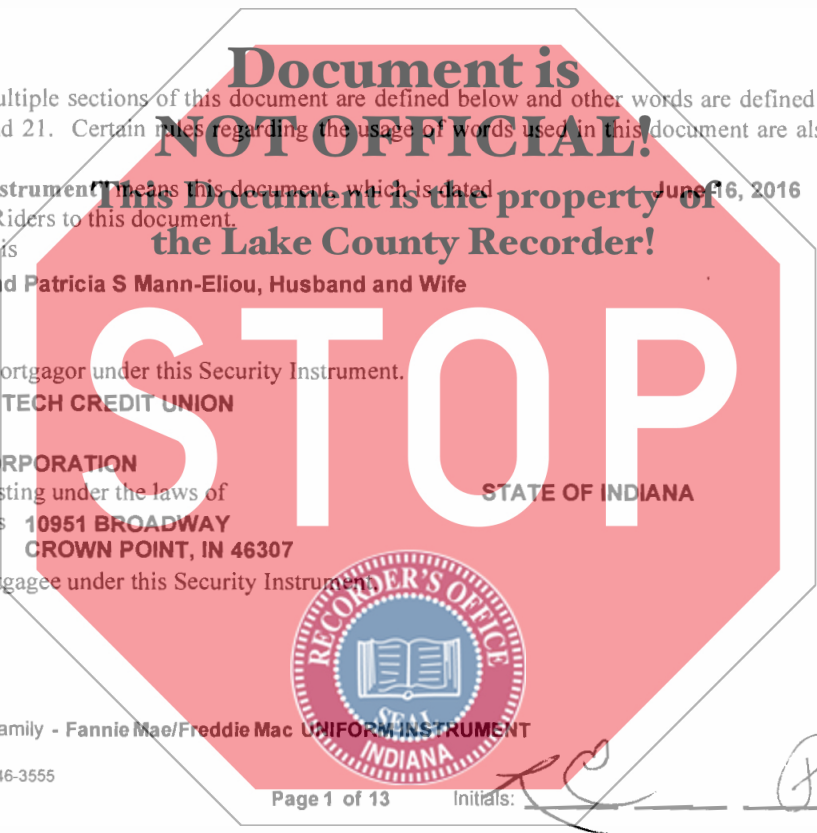 Document is
ultiple sections of this document are defined below and other words are defined
d 21. Certain rules regarding the usage of words used in this document are als
NOT OFFICIAL!
strument" means this document, which is dated June 16, 2016
This Document is the property of
Riders to this document.
is
the Lake County Recorder!
d Patricia S Mann-Eliou, Husband and Wife
STOP
ortgagor under this Security Instrument.
TECH CREDIT UNION
RPORATION
sting under the laws of STATE OF INDIANA
s 10951 BROADWAY
CROWN POINT, IN 46307
tgagee under this Security Instrument.
RECORDER'S OFFICE
SEAL
INDIANA
amily - Fannie Mae/Freddie Mac UNIFORM INSTRUMENT
46-3555
Page 1 of 13 Initials: